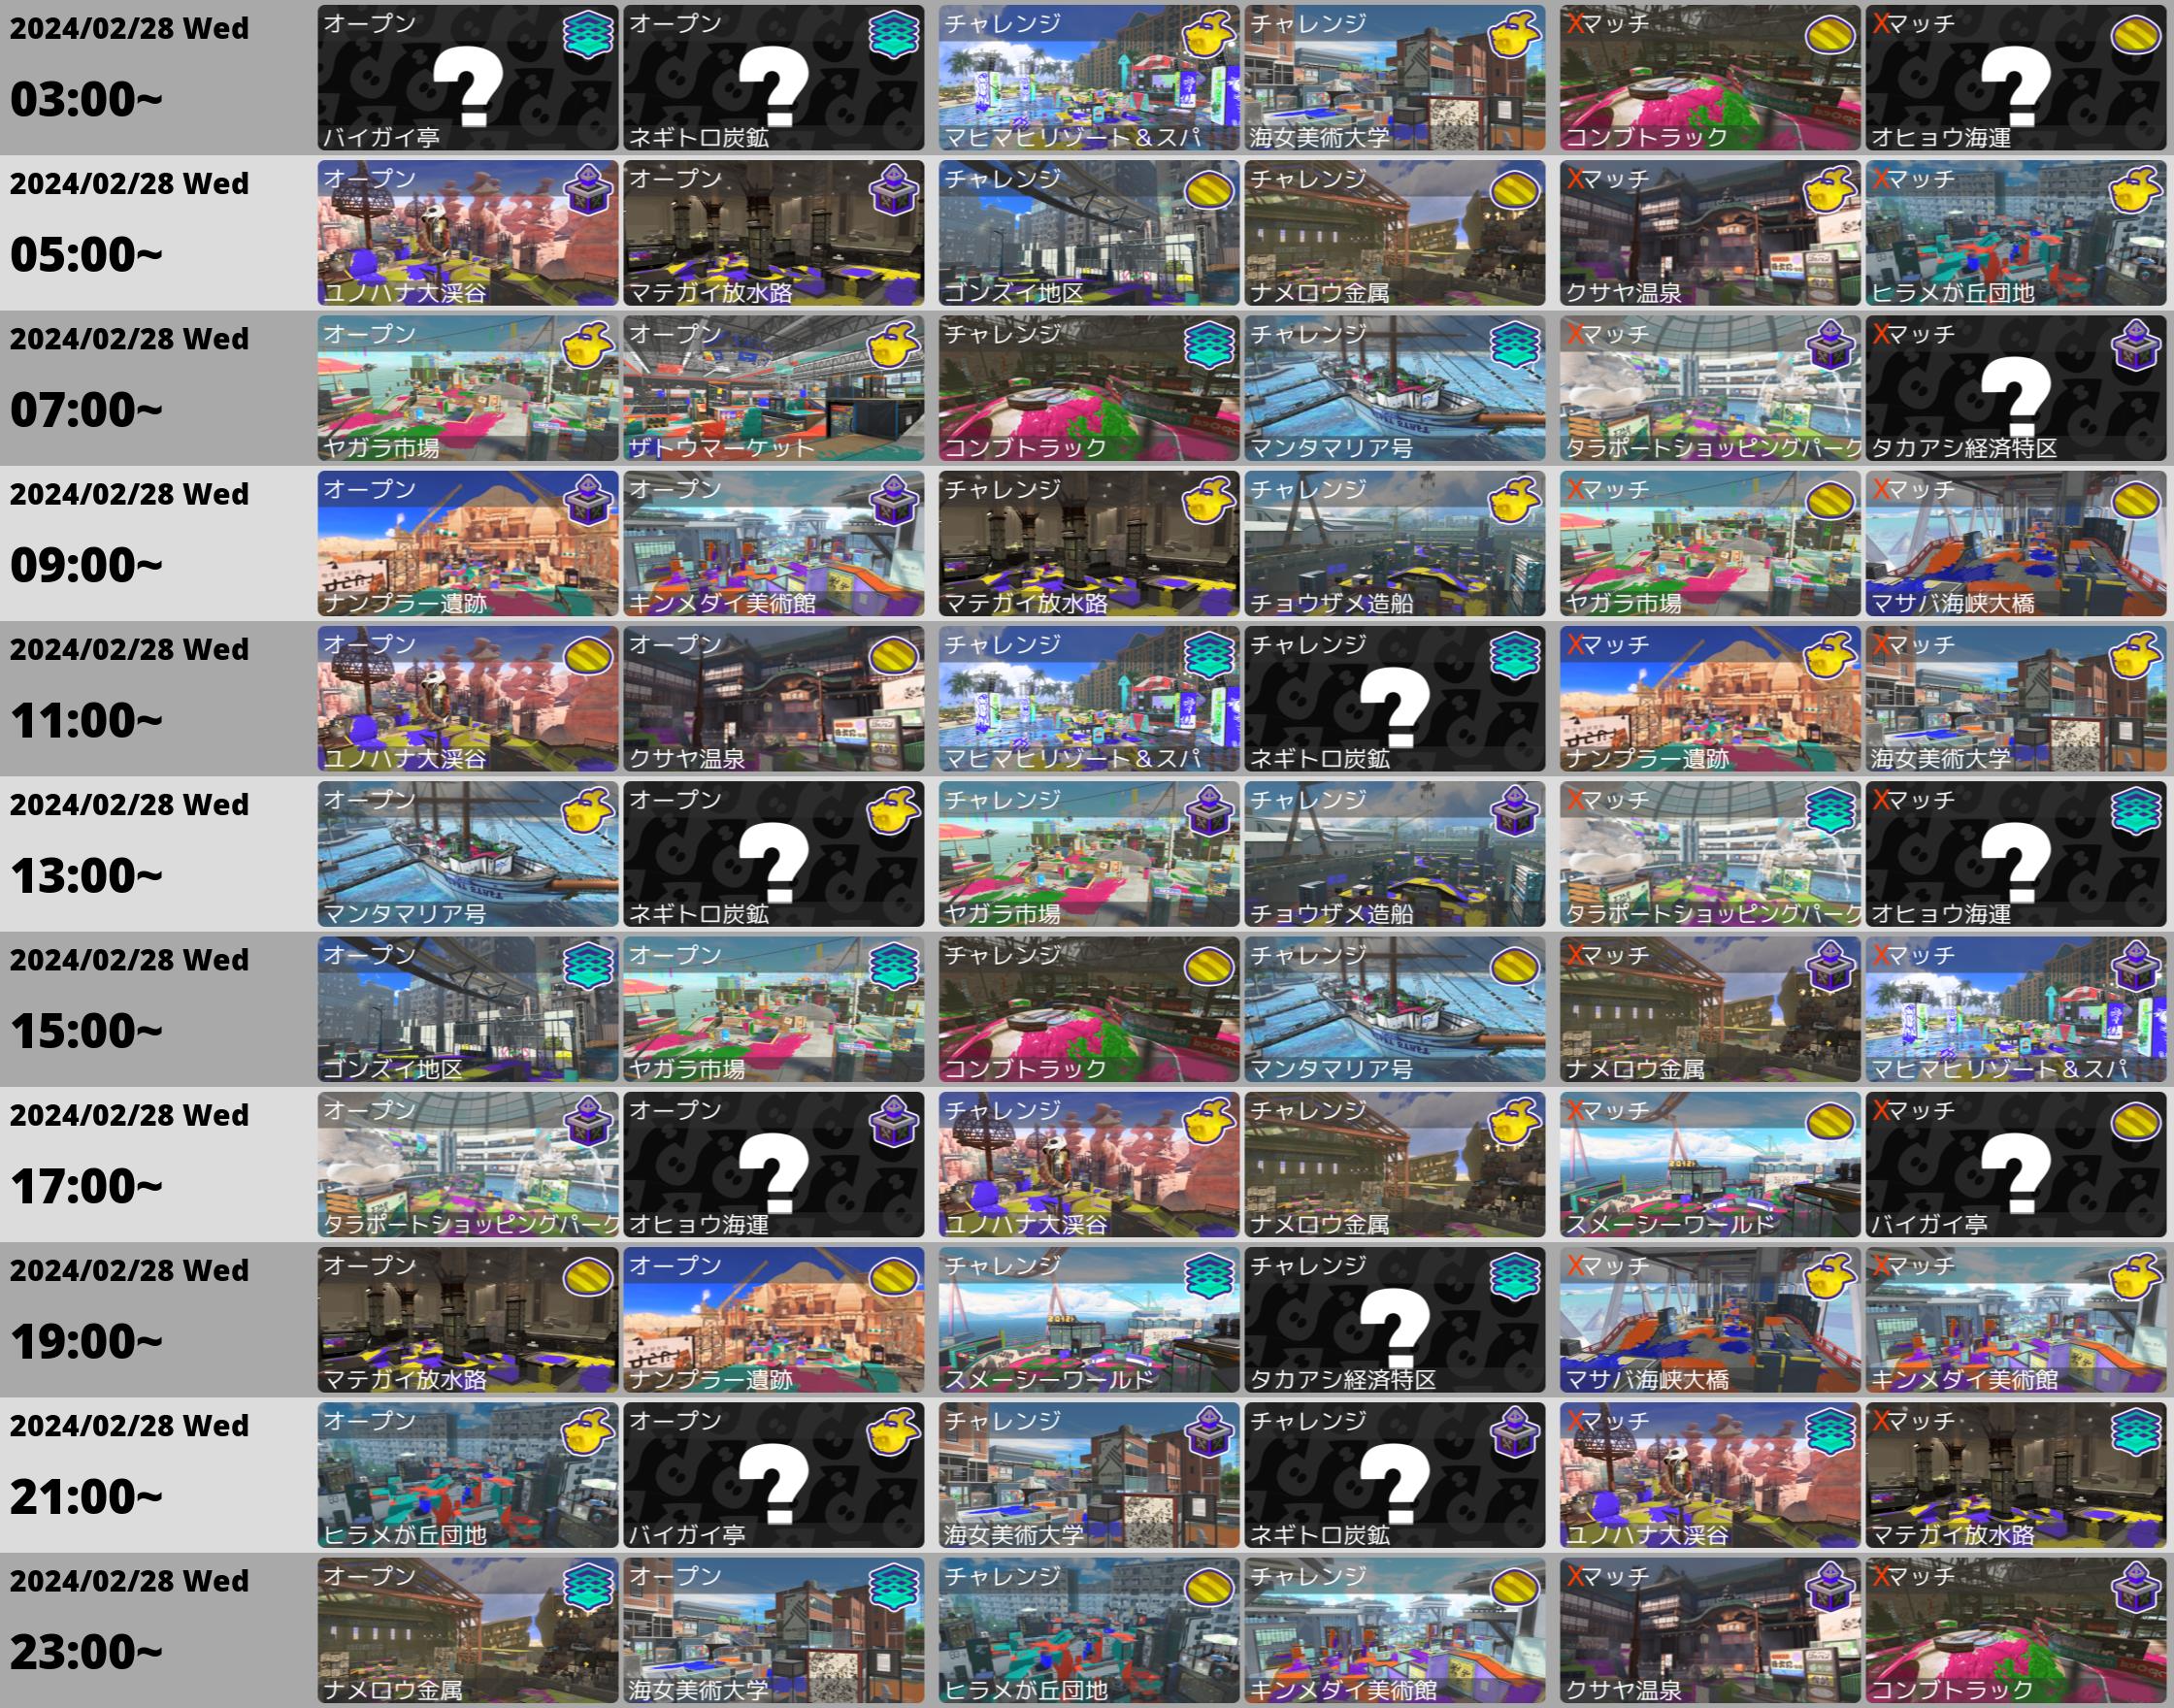 2024/02/28 Wed
03:00~
オープン オープン チャレンジ チャレンジ Xマッチ Xマッチ
バイガイ亭 ネギトロ炭鉱 マヒマヒリゾート＆スパ 海女美術大学 コンブトラック オヒョウ海運
2024/02/28 Wed
05:00~
オープン オープン チャレンジ チャレンジ Xマッチ Xマッチ
ユノハナ大渓谷 マテガイ放水路 ゴンズイ地区 ナメロウ金属 クサヤ温泉 ヒラメが丘団地
2024/02/28 Wed
07:00~
オープン オープン チャレンジ チャレンジ Xマッチ Xマッチ
ヤガラ市場 ザトウマーケット コンブトラック マンタマリア号 タラポートショッピングパーク タカアシ経済特区
2024/02/28 Wed
09:00~
オープン オープン チャレンジ チャレンジ Xマッチ Xマッチ
ナンプラー遺跡 キンメダイ美術館 マテガイ放水路 チョウザメ造船 ヤガラ市場 マサバ海峡大橋
2024/02/28 Wed
11:00~
オープン オープン チャレンジ チャレンジ Xマッチ Xマッチ
ユノハナ大渓谷 クサヤ温泉 マヒマヒリゾート＆スパ ネギトロ炭鉱 ナンプラー遺跡 海女美術大学
2024/02/28 Wed
13:00~
オープン オープン チャレンジ チャレンジ Xマッチ Xマッチ
マンタマリア号 ネギトロ炭鉱 ヤガラ市場 チョウザメ造船 タラポートショッピングパーク オヒョウ海運
2024/02/28 Wed
15:00~
オープン オープン チャレンジ チャレンジ Xマッチ Xマッチ
ゴンズイ地区 ヤガラ市場 コンブトラック マンタマリア号 ナメロウ金属 マヒマヒリゾート＆スパ
2024/02/28 Wed
17:00~
オープン オープン チャレンジ チャレンジ Xマッチ Xマッチ
タラポートショッピングパーク オヒョウ海運 ユノハナ大渓谷 ナメロウ金属 スメーシーワールド バイガイ亭
2024/02/28 Wed
19:00~
オープン オープン チャレンジ チャレンジ Xマッチ Xマッチ
マテガイ放水路 ナンプラー遺跡 スメーシーワールド タカアシ経済特区 マサバ海峡大橋 キンメダイ美術館
2024/02/28 Wed
21:00~
オープン オープン チャレンジ チャレンジ Xマッチ Xマッチ
ヒラメが丘団地 バイガイ亭 海女美術大学 ネギトロ炭鉱 ユノハナ大渓谷 マテガイ放水路
2024/02/28 Wed
23:00~
オープン オープン チャレンジ チャレンジ Xマッチ Xマッチ
ナメロウ金属 海女美術大学 ヒラメが丘団地 キンメダイ美術館 クサヤ温泉 コンブトラック